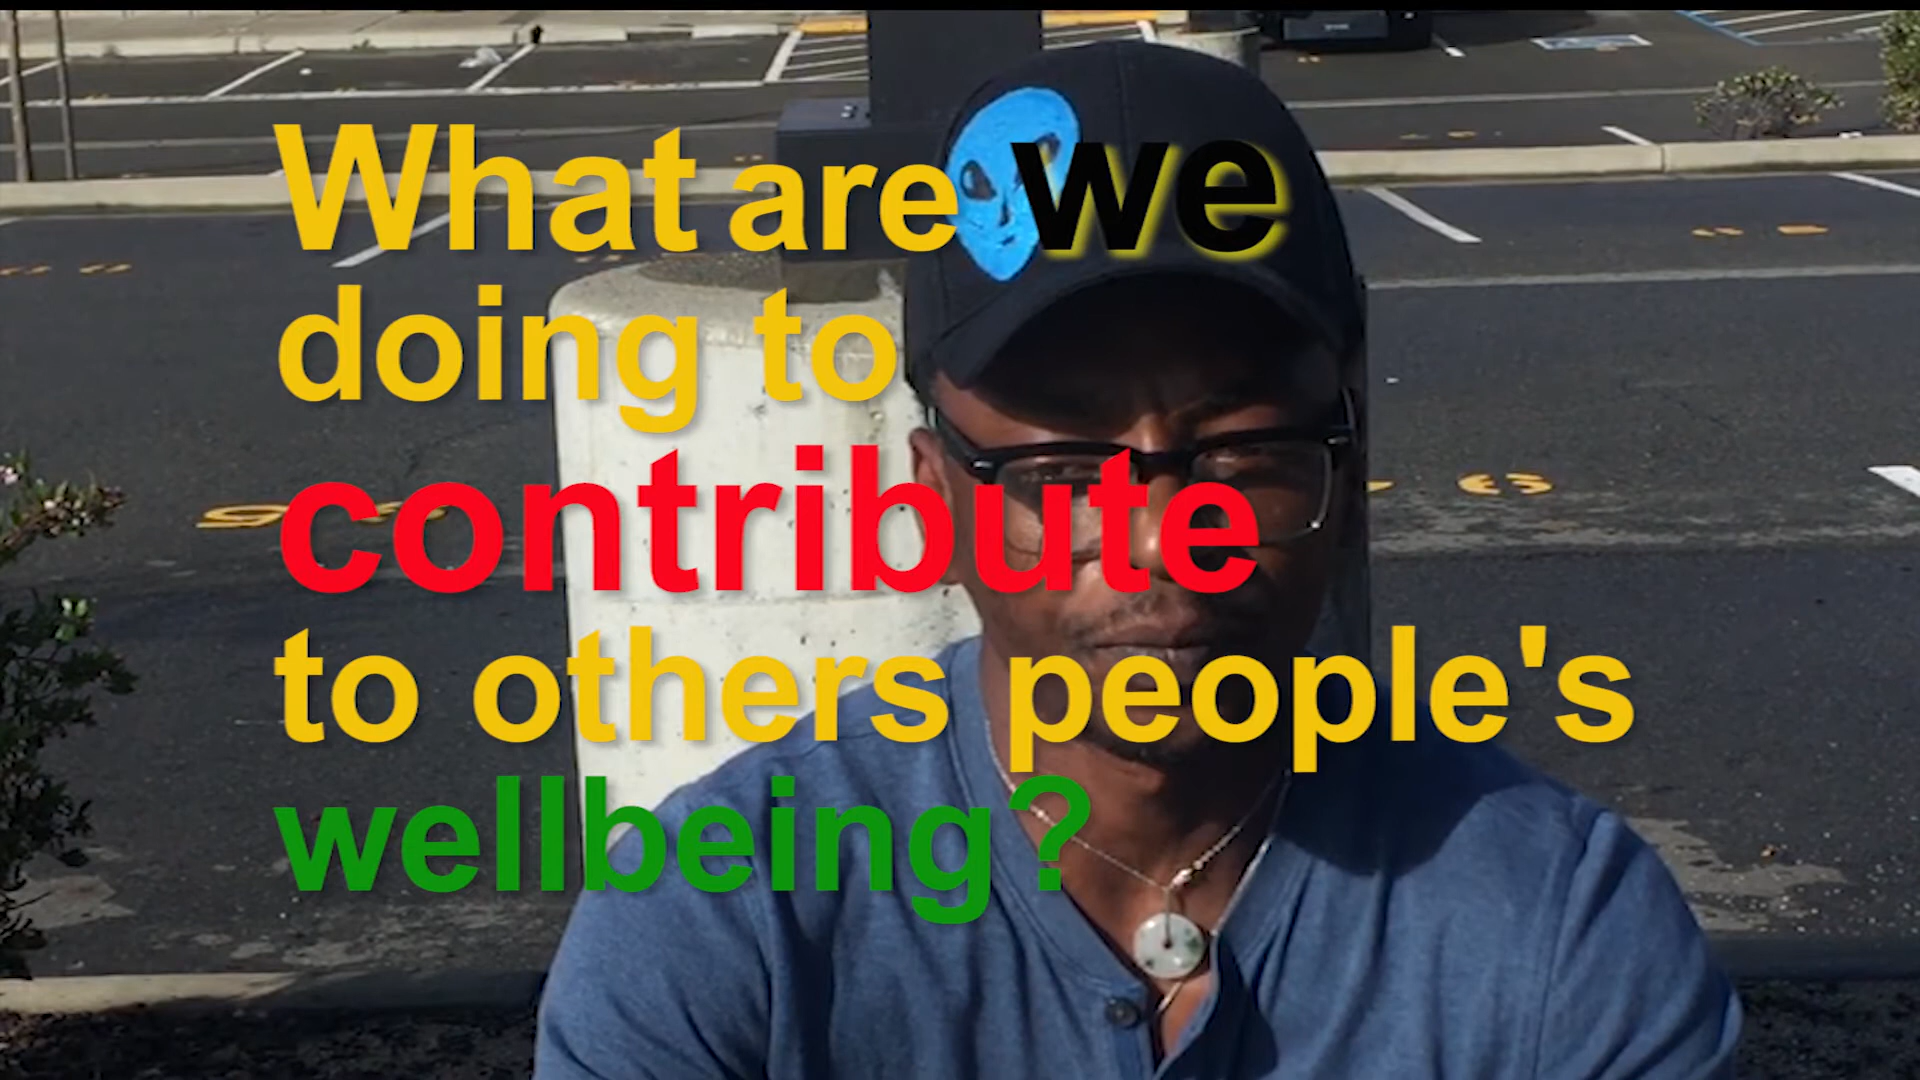 What are we
doing to
contribute
to others people's
wellbeing?